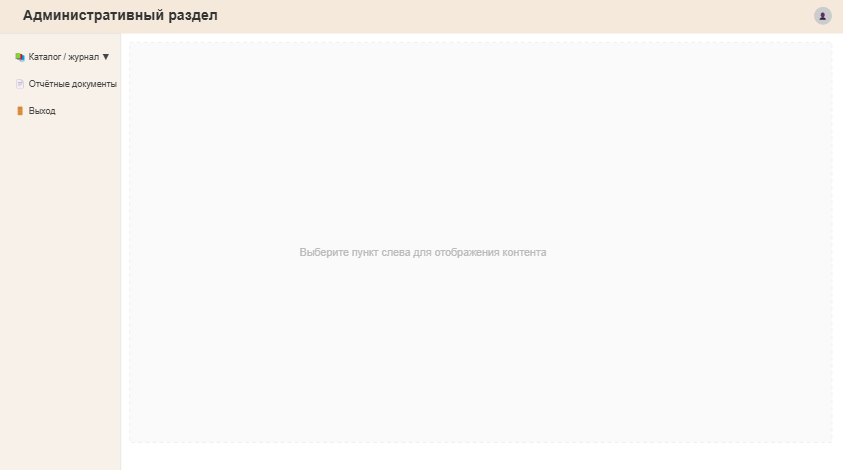 Административный раздел
Каталог / журнал ▼
Отчётные документы
Выход
Выберите пункт слева для отображения контента